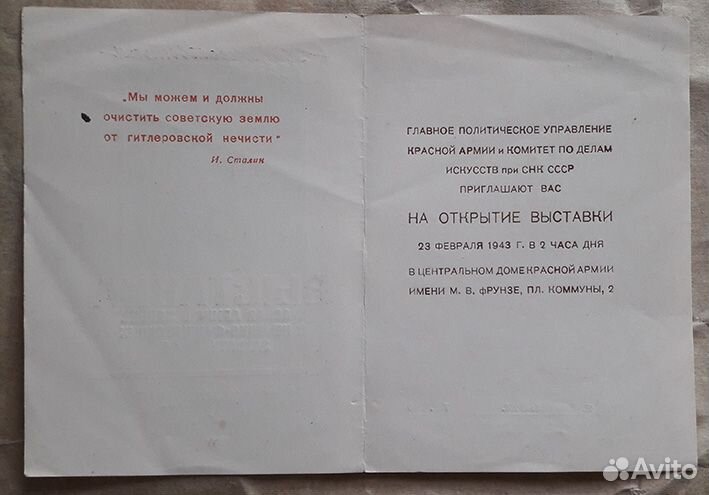 „Мы можем и должны
очистить советскую землю
от гитлеровской нечисти“
И. Сталин
ГЛАВНОЕ ПОЛИТИЧЕСКОЕ УПРАВЛЕНИЕ
КРАСНОЙ АРМИИ и КОМИТЕТ ПО ДЕЛАМ
ИСКУССТВ при СНК СССР
ПРИГЛАШАЮТ ВАС
НА ОТКРЫТИЕ ВЫСТАВКИ
23 ФЕВРАЛЯ 1943 Г. В 2 ЧАСА ДНЯ
В ЦЕНТРАЛЬНОМ ДОМЕ КРАСНОЙ АРМИИ
ИМЕНИ М. В. ФРУНЗЕ, ПЛ. КОММУНЫ, 2
Avito